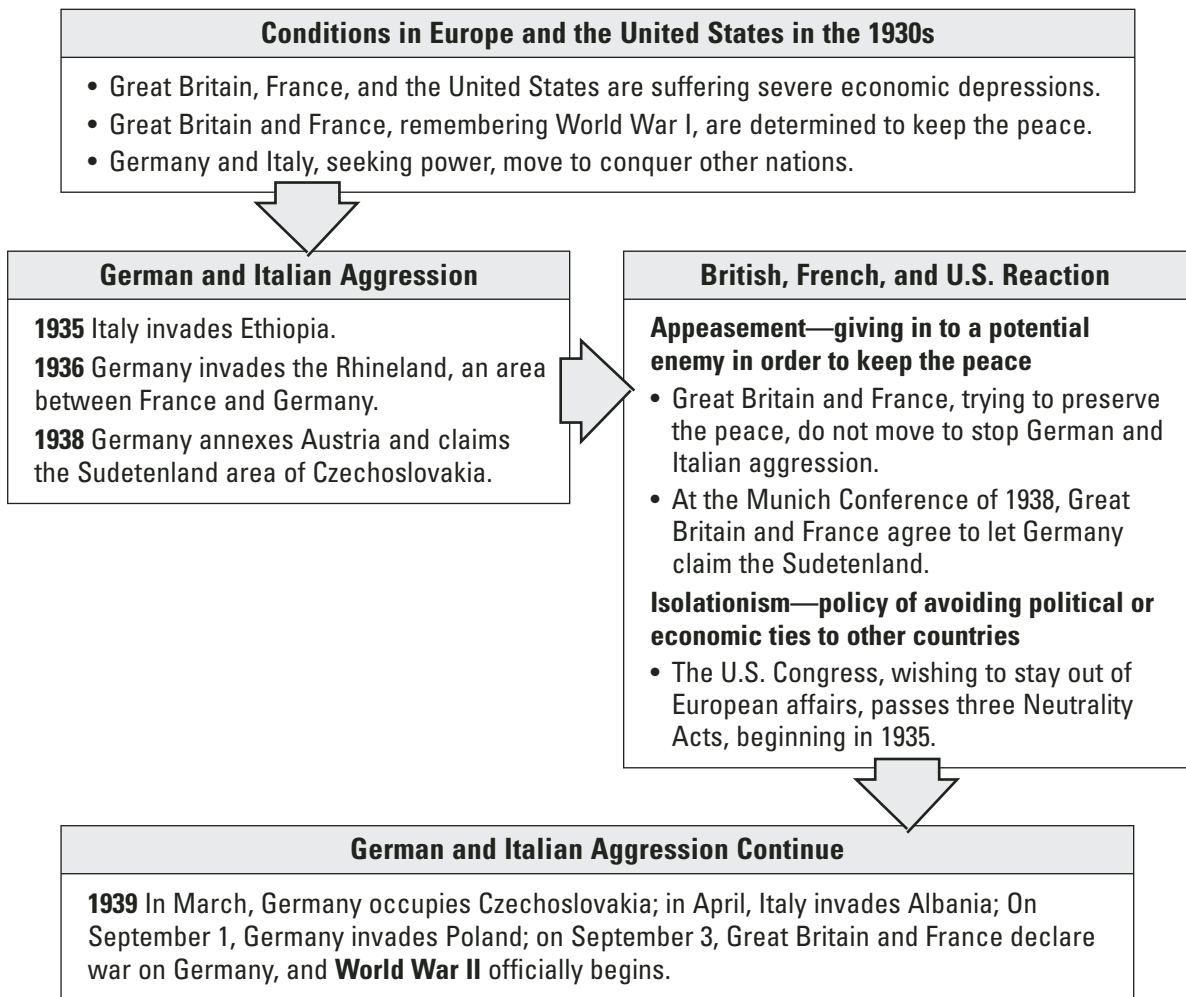 Conditions in Europe and the United States in the 1930s
• Great Britain, France, and the United States are suffering severe economic depressions.
• Great Britain and France, remembering World War I, are determined to keep the peace.
• Germany and Italy, seeking power, move to conquer other nations.
German and Italian Aggression
1935 Italy invades Ethiopia.
1936 Germany invades the Rhineland, an area
between France and Germany.
1938 Germany annexes Austria and claims
the Sudetenland area of Czechoslovakia.
British, French, and U.S. Reaction
Appeasement—giving in to a potential
enemy in order to keep the peace
• Great Britain and France, trying to preserve
the peace, do not move to stop German and
Italian aggression.
• At the Munich Conference of 1938, Great
Britain and France agree to let Germany
claim the Sudetenland.
Isolationism—policy of avoiding political or
economic ties to other countries
• The U.S. Congress, wishing to stay out of
European affairs, passes three Neutrality
Acts, beginning in 1935.
German and Italian Aggression Continue
1939 In March, Germany occupies Czechoslovakia; in April, Italy invades Albania; On
September 1, Germany invades Poland; on September 3, Great Britain and France declare
war on Germany, and World War II officially begins.